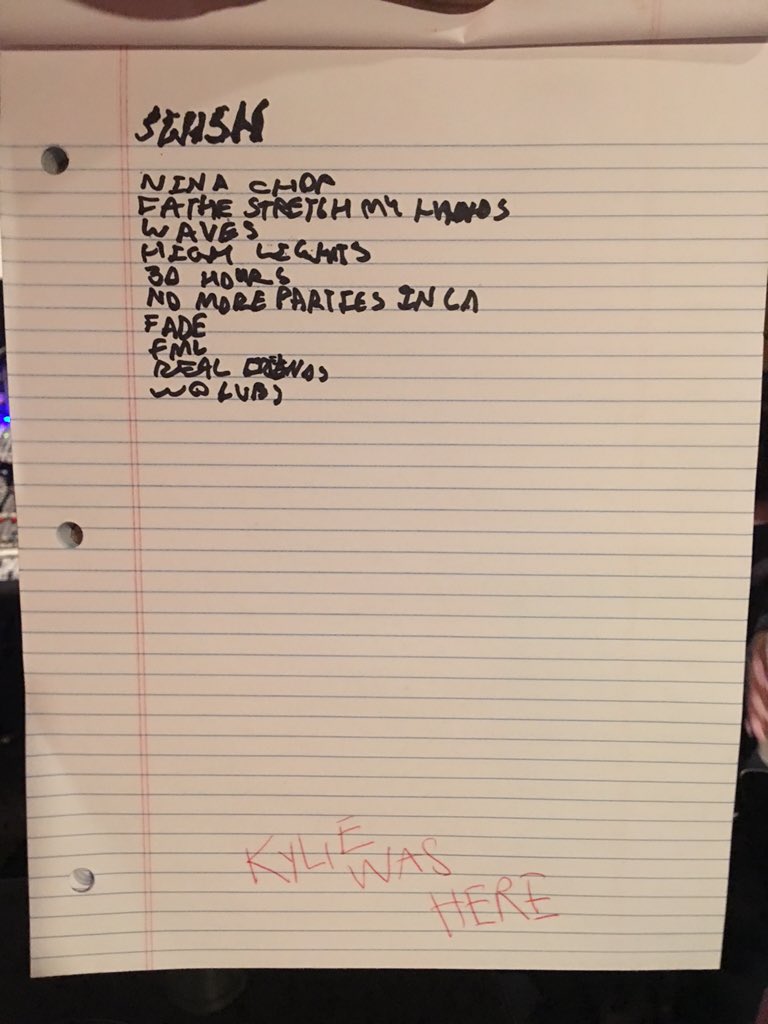 NINA CHOP
FATHE STRETCH MY HANDS
WAVES
HIGH LIGHTS
30 HOURS
NO MORE PARTIES IN LA
FADE
FML
REAL FRIENDS
WOLVES
KYLIE
WAS
HERE